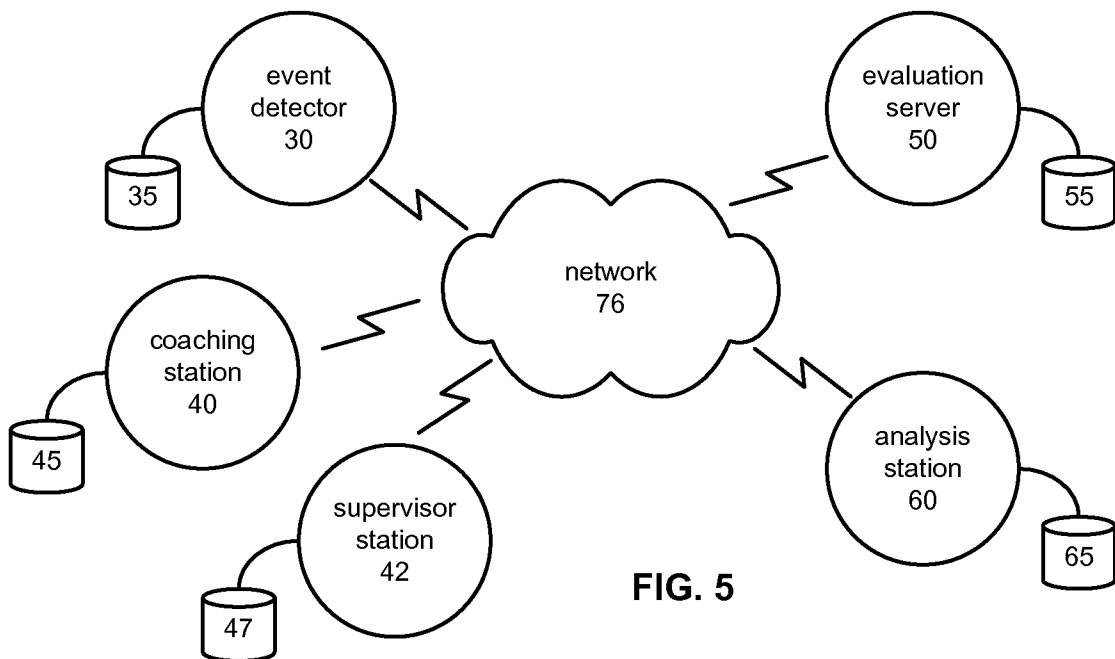 event
detector
30
35
evaluation
server
50
55
network
76
coaching
station
40
45
supervisor
station
42
47
analysis
station
60
65
FIG. 5